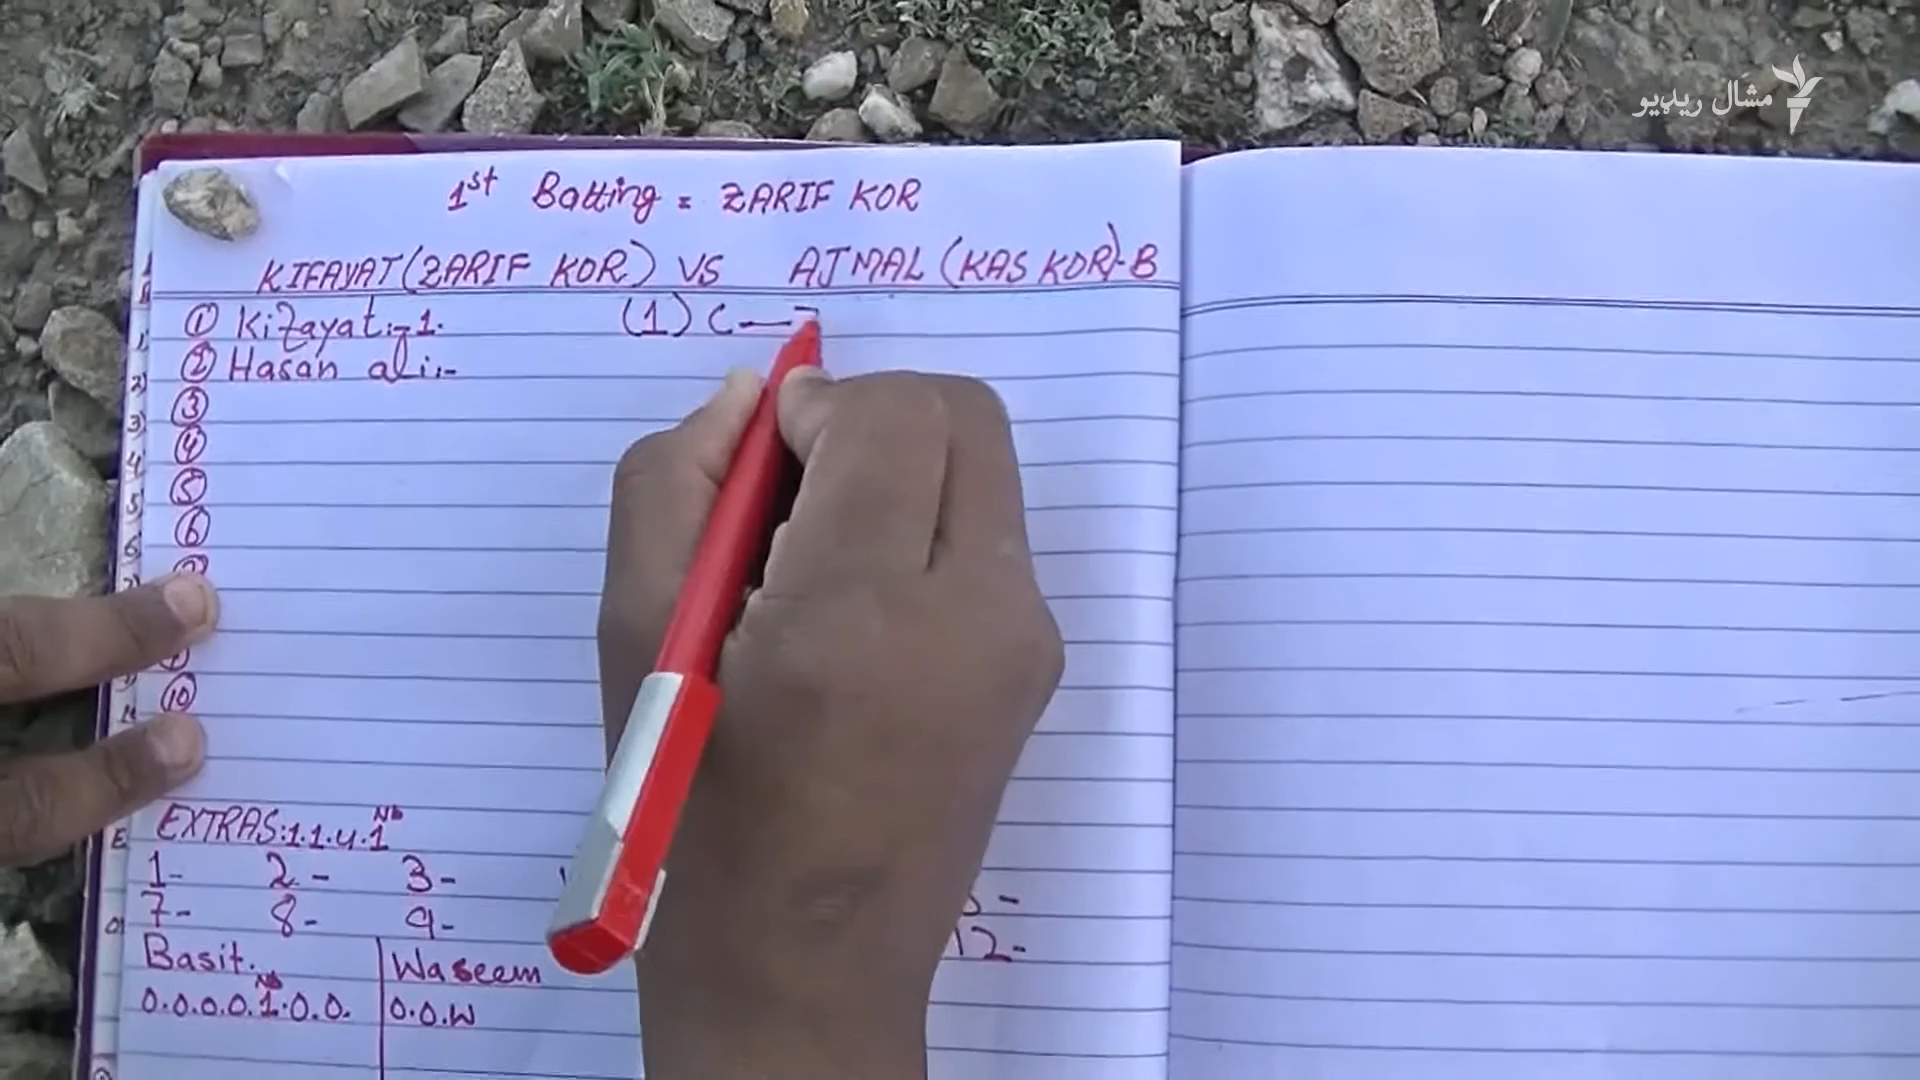 مشال ريډيو
1st Batting = ZARIF KOR
KIFAYAT (ZARIF KOR) VS AJMAL (KAS KOR)-B
① Kifayat:-1. (1) C—
② Hasan ali:-
③
④
⑤
⑥
⑩
EXTRAS:1.1.4.1 Nb
1- 2- 3-
7- 8- 9- 12-
Basit. Waseem
0.0.0.0.1 Nb.0.0. 0.0.W